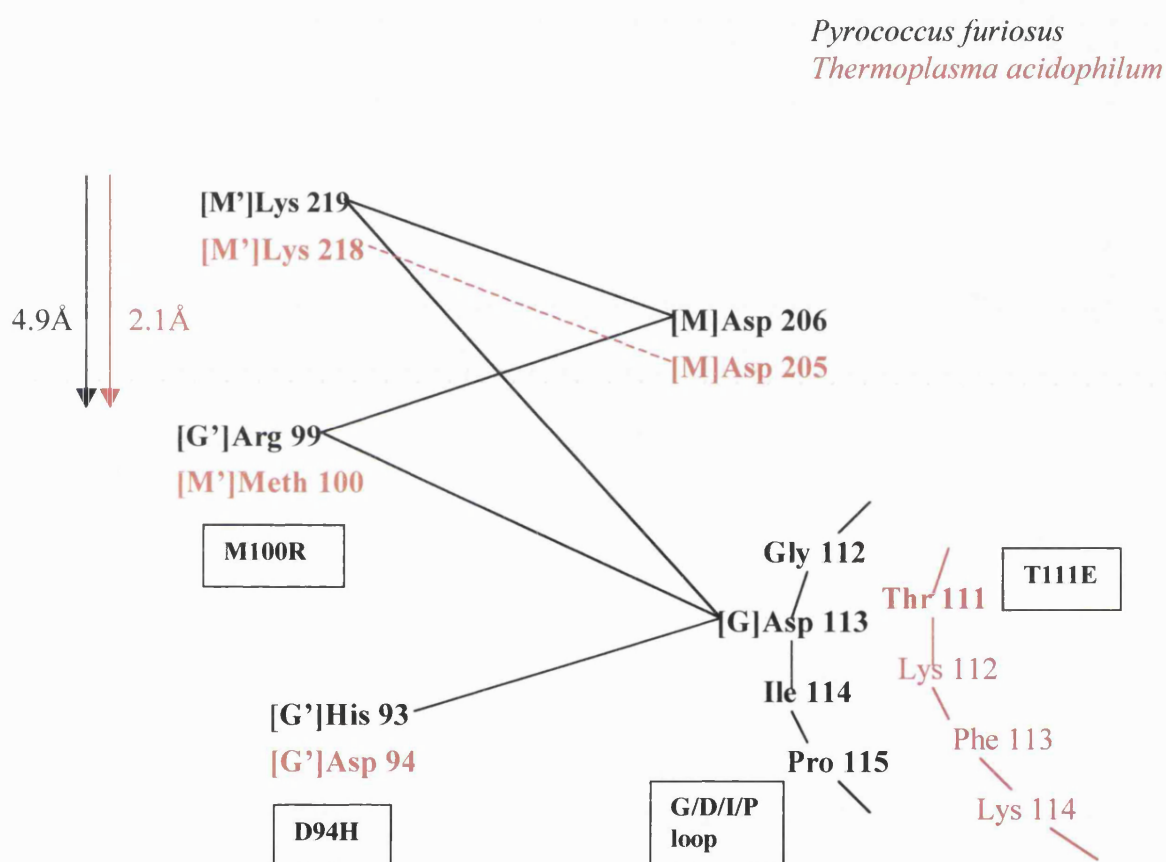 Pyrococcus furiosus
Thermoplasma acidophilum
[M’]Lys 219
[M’]Lys 218
4.9Å
2.1Å
[M]Asp 206
[M]Asp 205
[G’]Arg 99
[M’]Meth 100
M100R
Gly 112
T111E
Thr 111
[G]Asp 113
Lys 112
Ile 114
[G’]His 93
Phe 113
[G’]Asp 94
Pro 115
Lys 114
D94H
G/D/I/P
loop